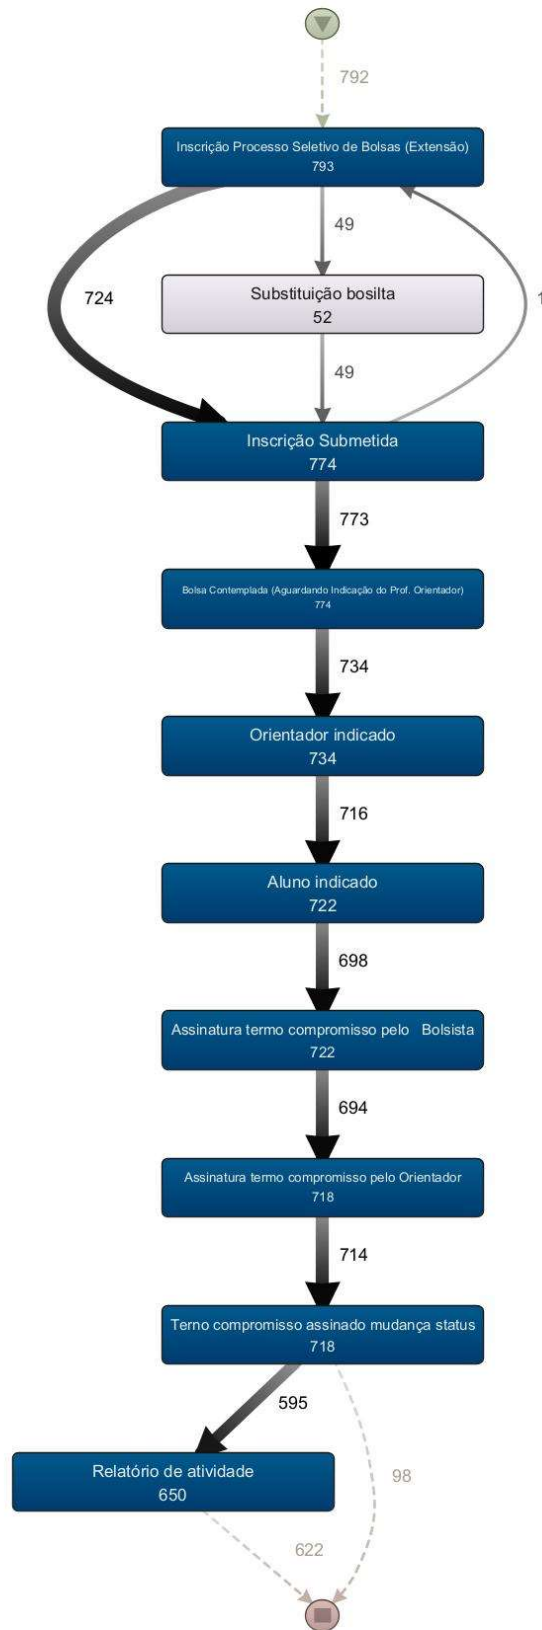 792
Inscrição Processo Seletivo de Bolsas (Extensão)
793
49
724
1
Substituição bosilta
52
49
Inscrição Submetida
774
773
Bolsa Contemplada (Aguardando Indicação do Prof. Orientador)
774
734
Orientador indicado
734
716
Aluno indicado
722
698
Assinatura termo compromisso pelo Bolsista
722
694
Assinatura termo compromisso pelo Orientador
718
714
Terno compromisso assinado mudança status
718
595
Relatório de atividade
650
98
622